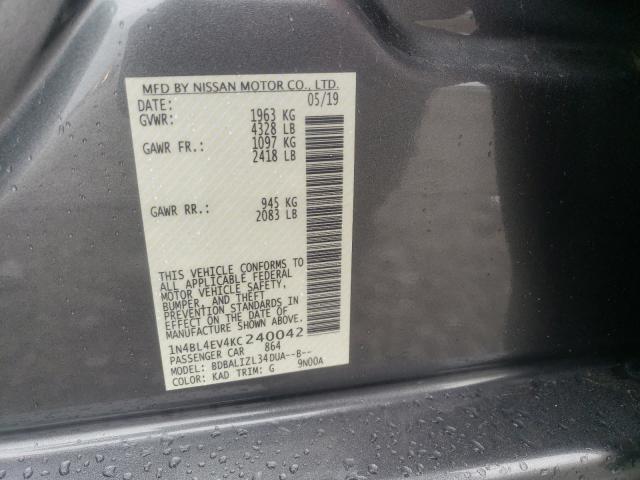 MFD BY NISSAN MOTOR CO., LTD.
DATE: 05/19
GVWR: 1963 KG
4328 LB
GAWR FR.: 1097 KG
2418 LB
GAWR RR.: 945 KG
2083 LB
THIS VEHICLE CONFORMS TO
ALL APPLICABLE FEDERAL
MOTOR VEHICLE SAFETY,
BUMPER, AND THEFT
PREVENTION STANDARDS IN
EFFECT ON THE DATE OF
MANUFACTURE SHOWN ABOVE.
1N4BL4EV4KC240042
PASSENGER CAR 864
MODEL: BDBALIZL34DUA--B--
COLOR: KAD TRIM: G 9N00A